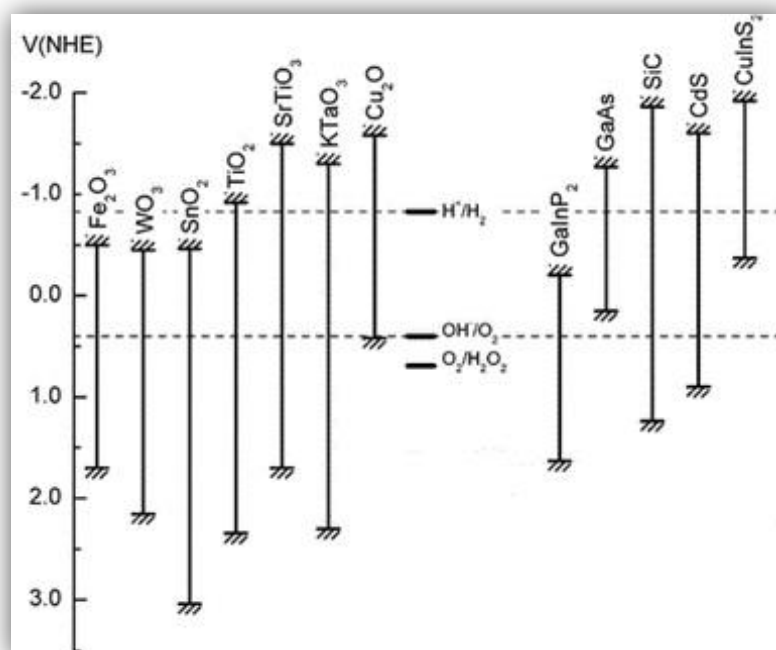 V(NHE)
-2.0
-1.0
0.0
1.0
2.0
3.0
Fe₂O₃
WO₃
SnO₂
TiO₂
SrTiO₃
KTaO₃
Cu₂O
H⁺/H₂
OH⁻/O₂
O₂/H₂O₂
GaInP₂
GaAs
SiC
CdS
CuInS₂